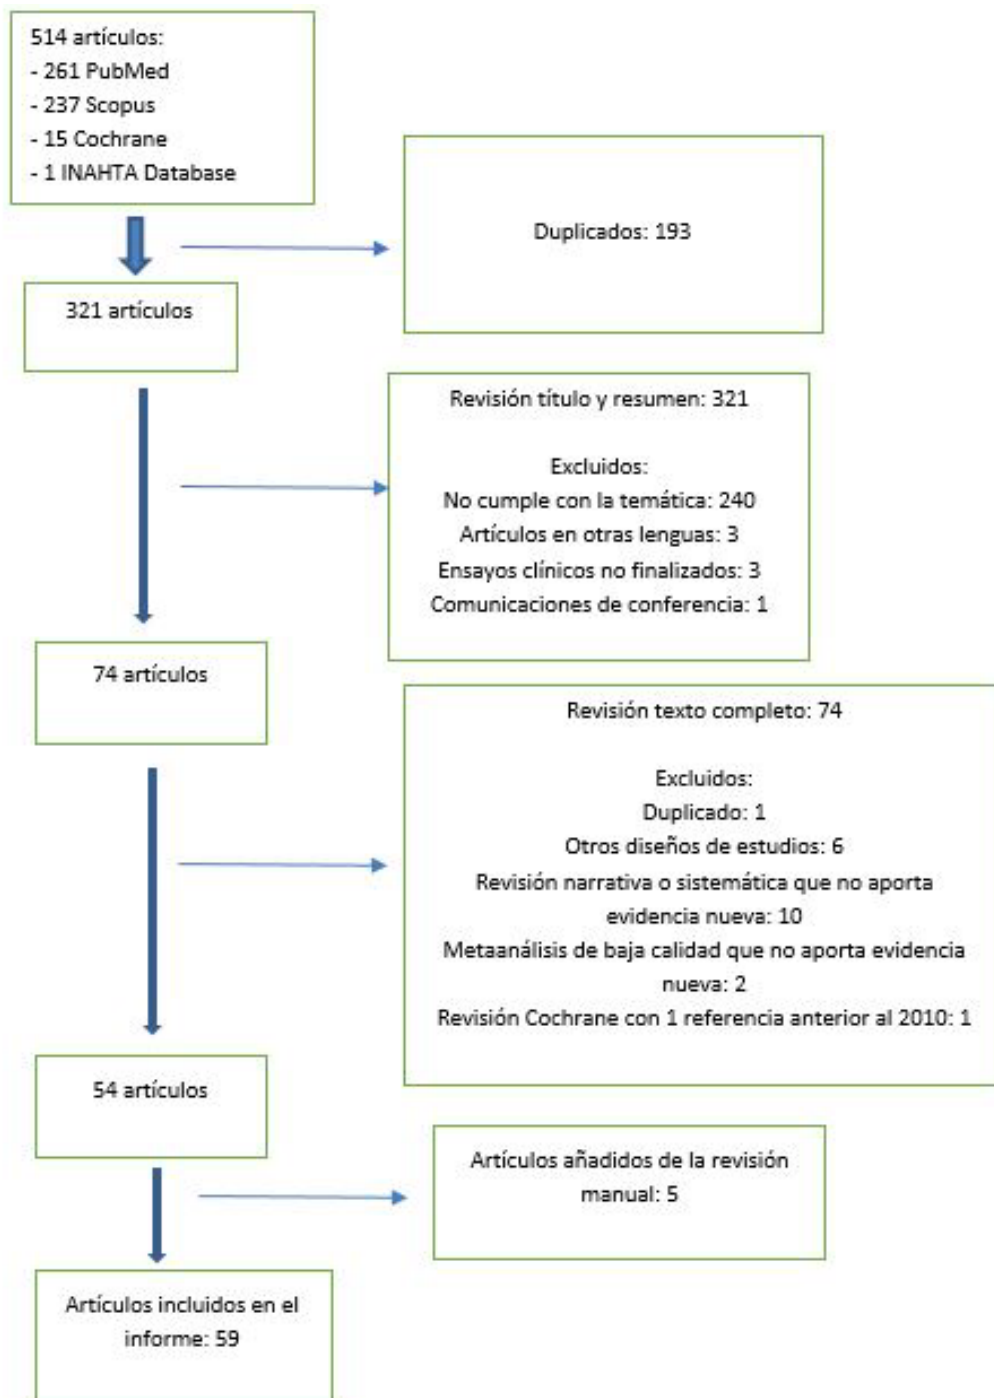 514 artículos:
- 261 PubMed
- 237 Scopus
- 15 Cochrane
- 1 INAHTA Database
Duplicados: 193
321 artículos
Revisión título y resumen: 321
Excluidos:
No cumple con la temática: 240
Artículos en otras lenguas: 3
Ensayos clínicos no finalizados: 3
Comunicaciones de conferencia: 1
74 artículos
Revisión texto completo: 74
Excluidos:
Duplicado: 1
Otros diseños de estudios: 6
Revisión narrativa o sistemática que no aporta
evidencia nueva: 10
Metaanálisis de baja calidad que no aporta evidencia
nueva: 2
Revisión Cochrane con 1 referencia anterior al 2010: 1
54 artículos
Artículos añadidos de la revisión
manual: 5
Artículos incluidos en el
informe: 59